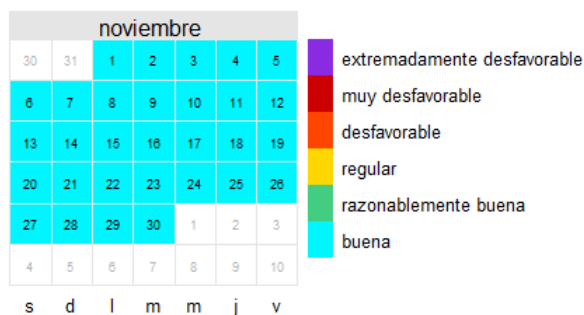 noviembre
30 31 1 2 3 4 5
6 7 8 9 10 11 12
13 14 15 16 17 18 19
20 21 22 23 24 25 26
27 28 29 30 1 2 3
4 5 6 7 8 9 10
s d l m m j v
extremadamente desfavorable
muy desfavorable
desfavorable
regular
razonablemente buena
buena